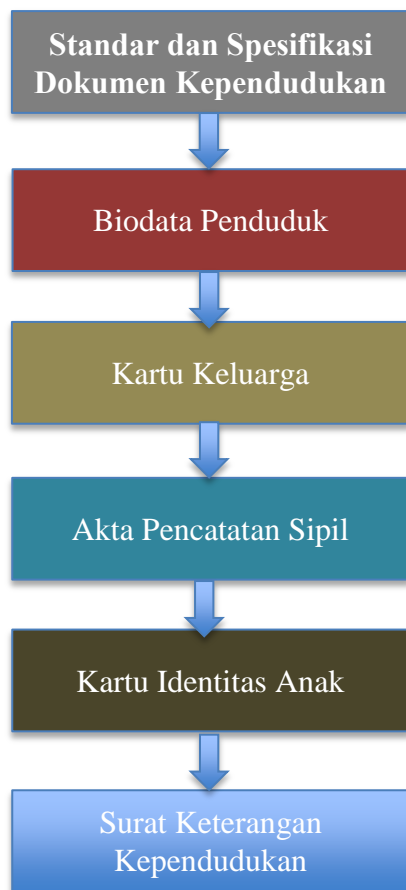 Standar dan Spesifikasi
Dokumen Kependudukan
Biodata Penduduk
Kartu Keluarga
Akta Pencatatan Sipil
Kartu Identitas Anak
Surat Keterangan
Kependudukan